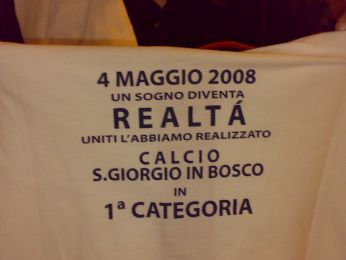 4 MAGGIO 2008
UN SOGNO DIVENTA
REALTÁ
UNITI L'ABBIAMO REALIZZATO
CALCIO
S.GIORGIO IN BOSCO
IN
1ª CATEGORIA